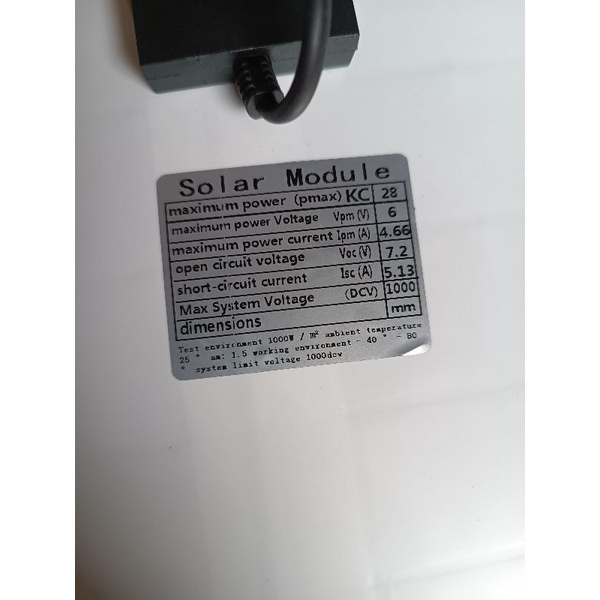 Solar Module
maximum power (pmax) KC 28
maximum power Voltage Vpm (V) 6
maximum power current Ipm (A) 4.66
open circuit voltage Voc (V) 7.2
short-circuit current Isc (A) 5.13
Max System Voltage (DCV) 1000
dimensions mm
Test environment 1000W / m² ambient temperature
25 ° am: 1.5 working environment - 40 ° - 80
° system limit voltage 1000dcw